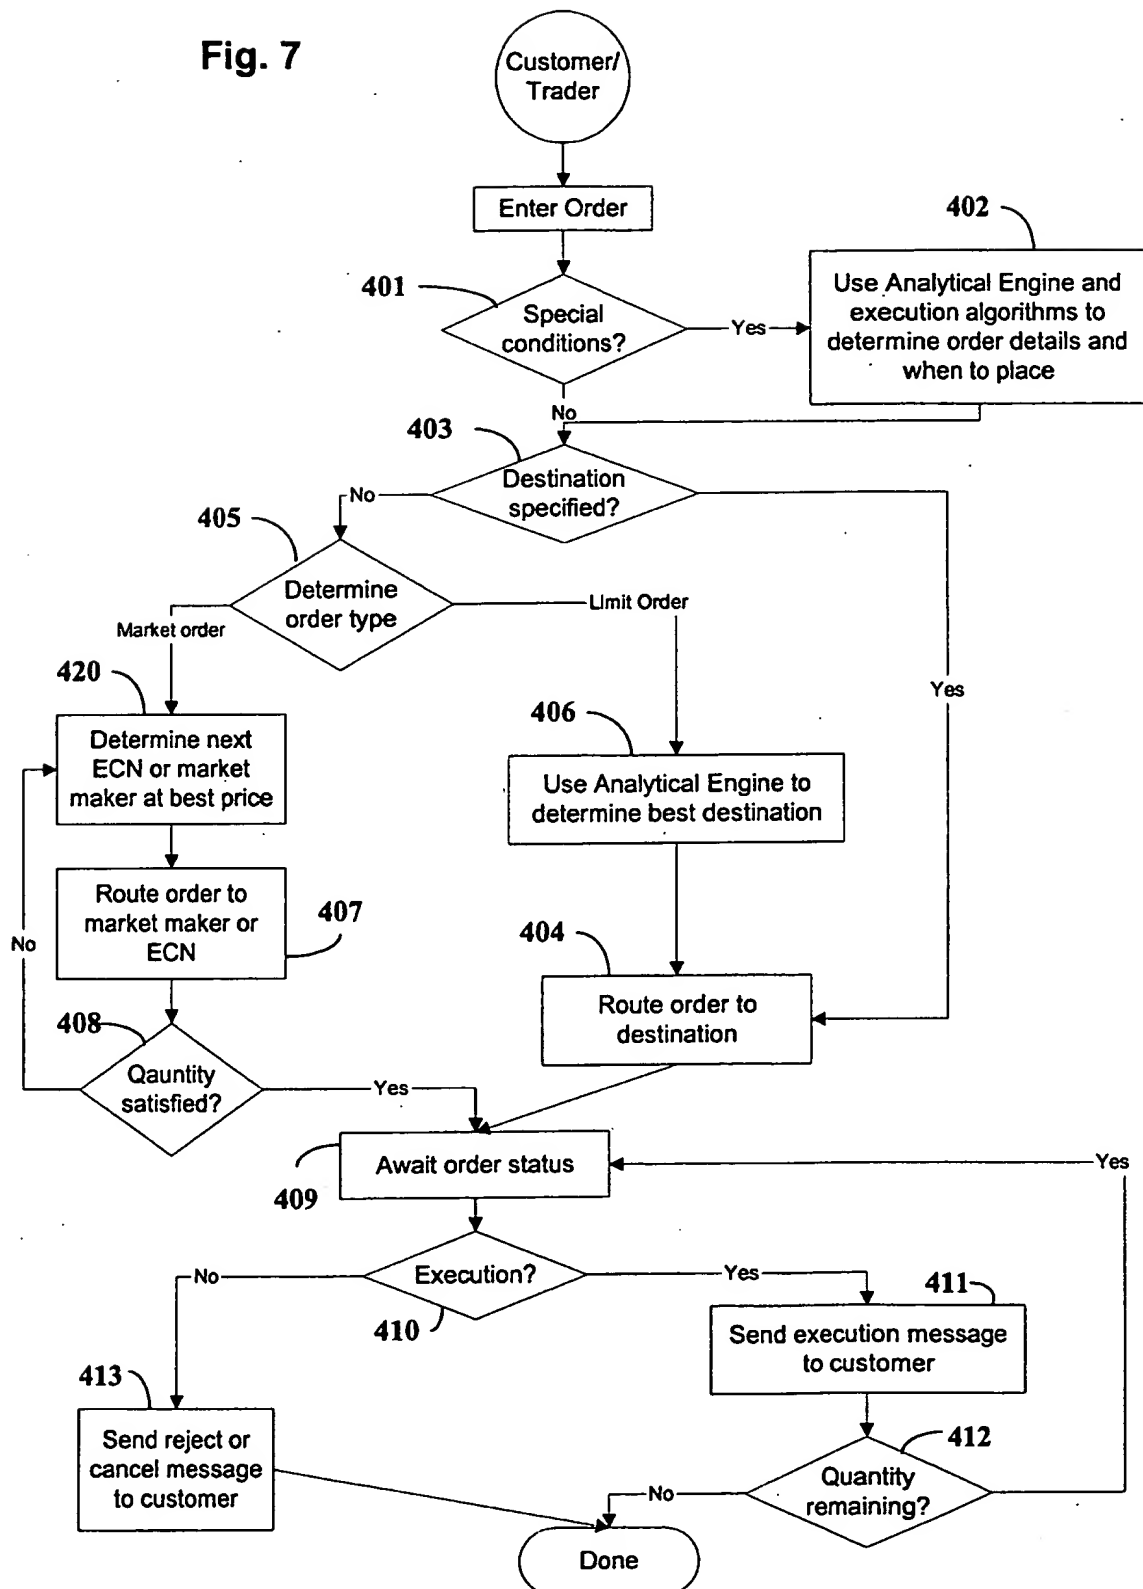 Fig. 7
Customer/
Trader
Enter Order
402
401
Special
conditions?
Yes
Use Analytical Engine and
execution algorithms to
determine order details and
when to place
No
403
Destination
specified?
No
405
Determine
order type
Limit Order
Market order
420
Yes
406
Determine next
ECN or market
maker at best price
Use Analytical Engine to
determine best destination
Route order to
market maker or
ECN
407
No
404
Route order to
destination
408
Qauntity
satisfied?
Yes
Await order status
Yes
409
Execution?
No
Yes
410
411
Send execution message
to customer
413
Send reject or
cancel message
to customer
412
Quantity
remaining?
No
Done